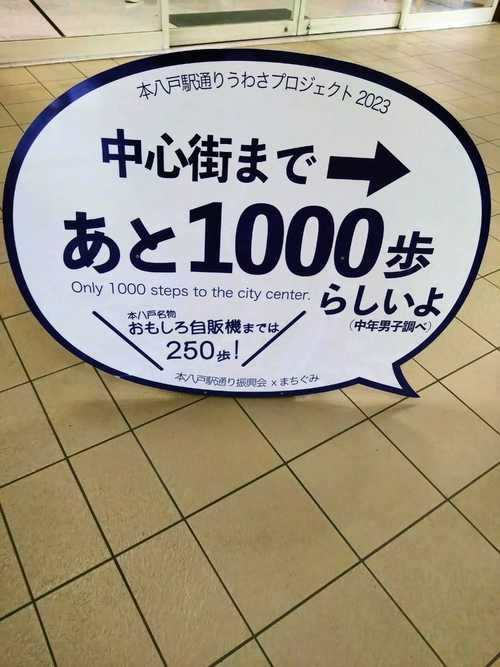 本八戸駅通りうわさプロジェクト 2023
中心街まで
あと1000歩
Only 1000 steps to the city center.
らしいよ
(中年男子調べ)
本八戸名物
おもしろ自販機までは
250歩!
本八戸駅通り振興会 x まちぐみ